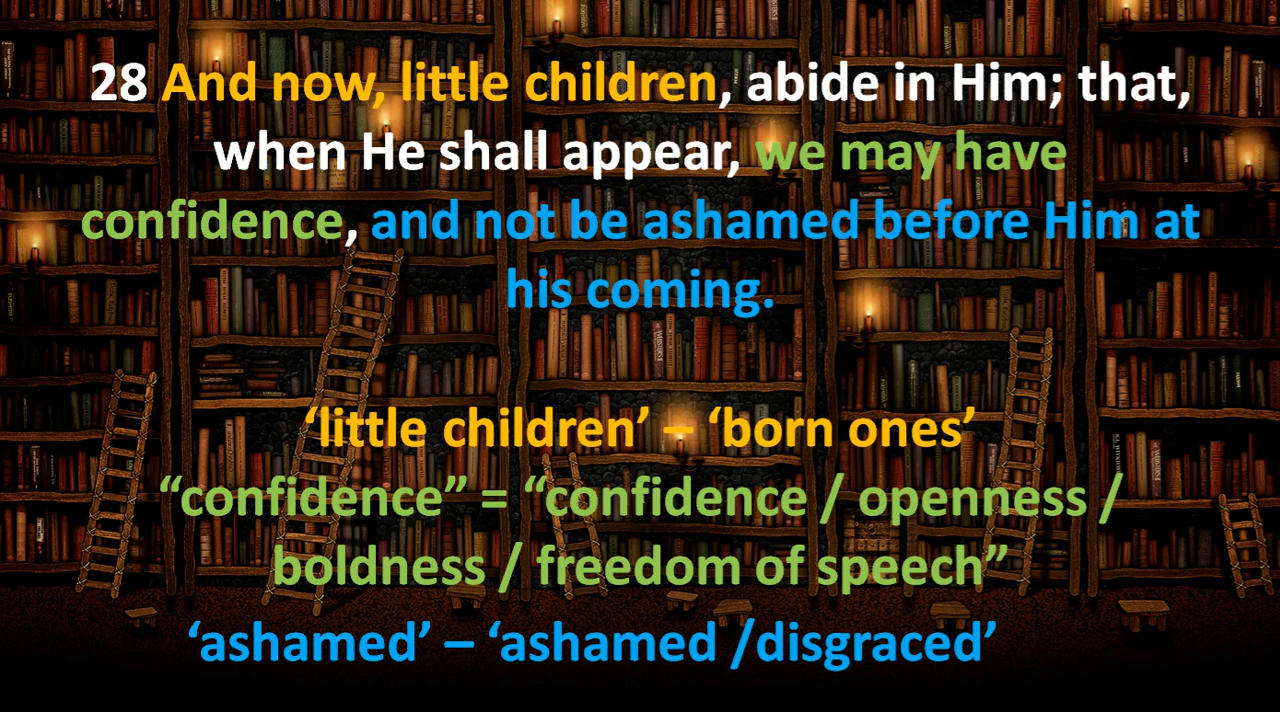 28 And now, little children, abide in Him; that,
when He shall appear, we may have
confidence, and not be ashamed before Him at
his coming.
‘little children’ – ‘born ones’
“confidence” = “confidence / openness /
boldness / freedom of speech”
‘ashamed’ – ‘ashamed /disgraced’